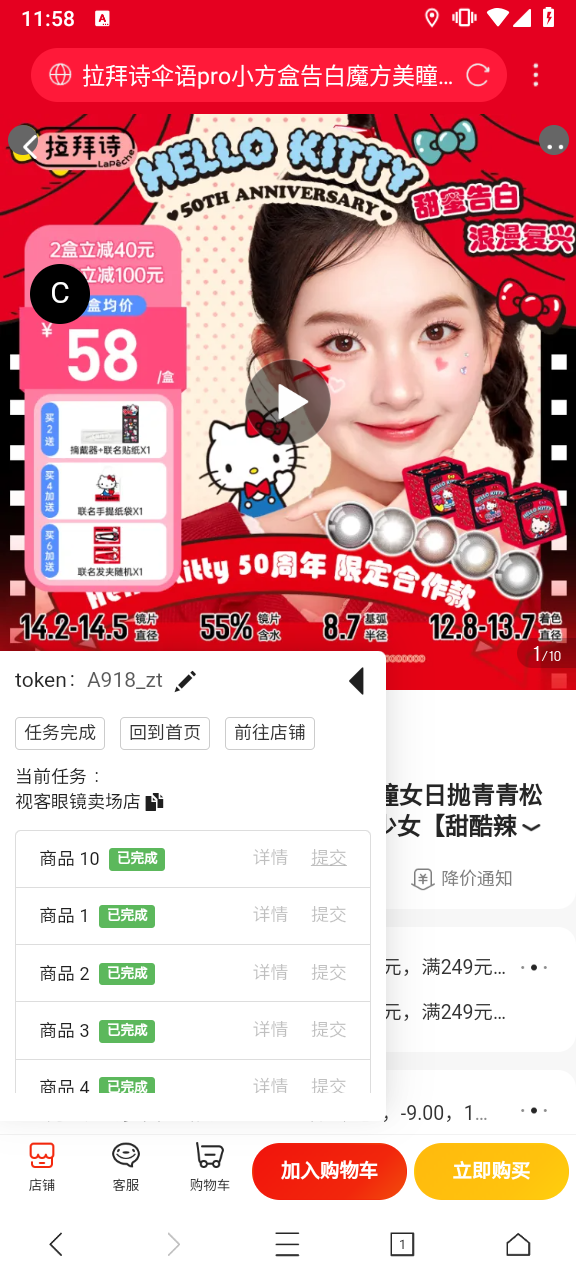 11:58
拉拜诗伞语pro小方盒告白魔方美瞳...
拉拜诗
LaPêche
HELLO KITTY
50TH ANNIVERSARY
甜蜜告白
浪漫复兴
2盒立减40元
立减100元
C
盒均价
¥
58
/盒
买2送
摘戴器+联名贴纸X1
买4加送
联名手提纸袋X1
买6加送
联名发夹随机X1
Kitty 50周年 限定合作款
14.2-14.5 镜片直径
55% 镜片含水
8.7 基弧半径
12.8-13.7 着色直径
1/10
token: A918_zt
任务完成
回到首页
前往店铺
当前任务：
视客眼镜卖场店
瞳女日抛青青松
少女【甜酷辣
降价通知
商品 10 已完成 详情 提交
商品 1 已完成 详情 提交
商品 2 已完成 详情 提交
元，满249元...
商品 3 已完成 详情 提交
元，满249元...
商品 4 已完成 详情 提交
，-9.00，1...
店铺
客服
购物车
加入购物车
立即购买
1